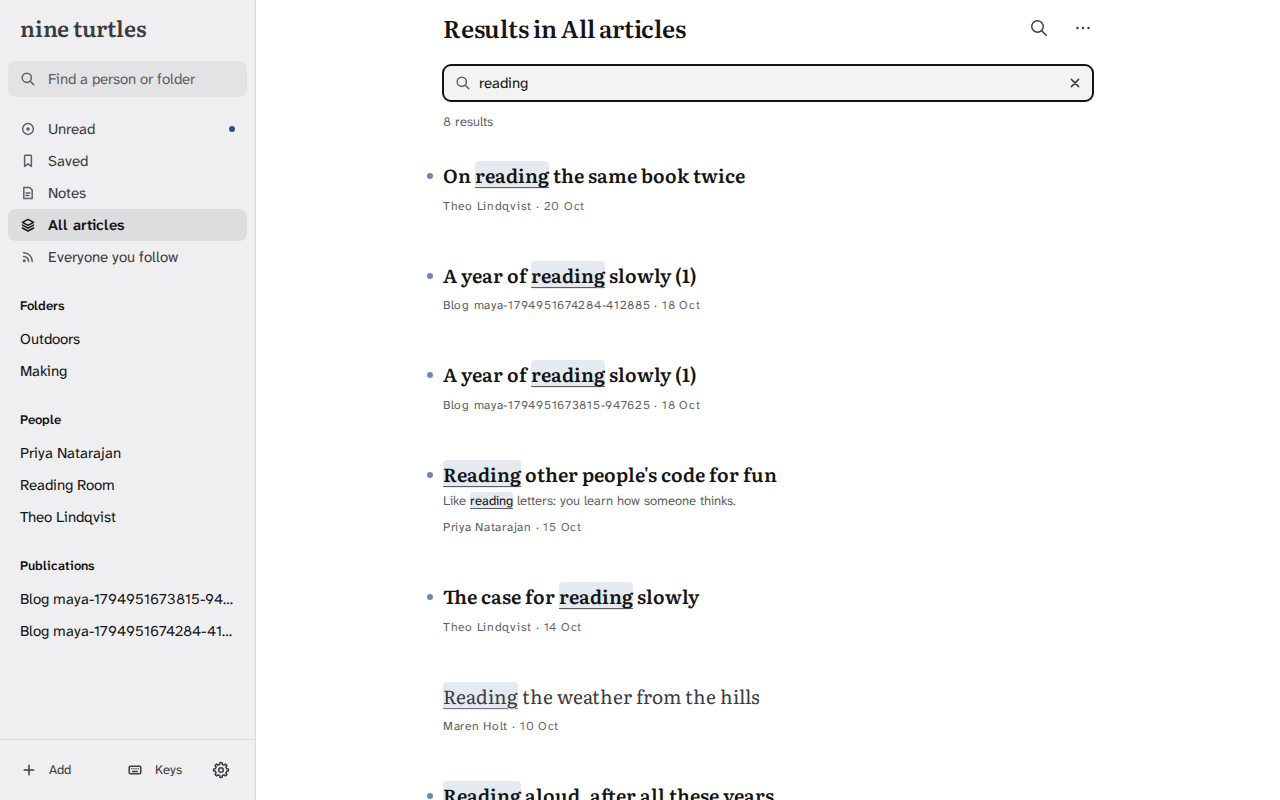 nine turtles
Find a person or folder
Unread
Saved
Notes
All articles
Everyone you follow
Folders
Outdoors
Making
People
Priya Natarajan
Reading Room
Theo Lindqvist
Publications
Blog maya-1794951673815-94...
Blog maya-1794951674284-41...
Add
Keys
Results in All articles
reading
8 results
On reading the same book twice
Theo Lindqvist · 20 Oct
A year of reading slowly (1)
Blog maya-1794951674284-412885 · 18 Oct
A year of reading slowly (1)
Blog maya-1794951673815-947625 · 18 Oct
Reading other people's code for fun
Like reading letters: you learn how someone thinks.
Priya Natarajan · 15 Oct
The case for reading slowly
Theo Lindqvist · 14 Oct
Reading the weather from the hills
Maren Holt · 10 Oct
Reading aloud, after all these years